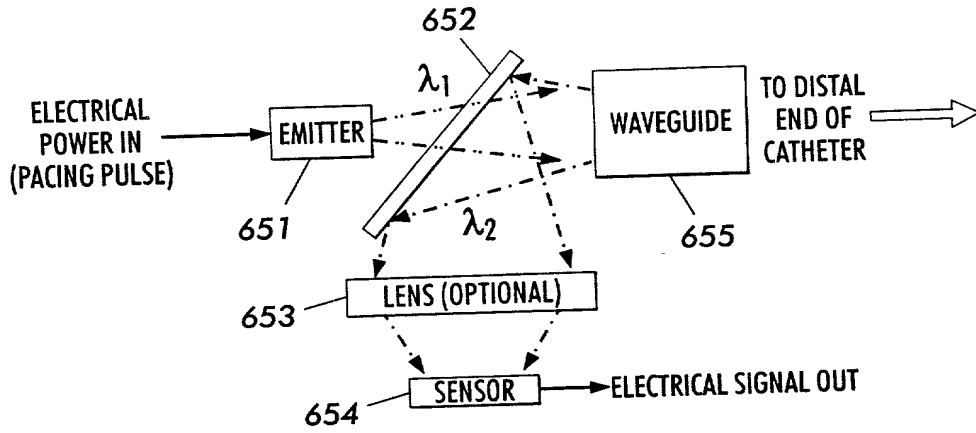 652
λ1
ELECTRICAL
POWER IN
(PACING PULSE)
EMITTER
651
WAVEGUIDE
655
TO DISTAL
END OF
CATHETER
λ2
LENS (OPTIONAL)
653
SENSOR
654
ELECTRICAL SIGNAL OUT